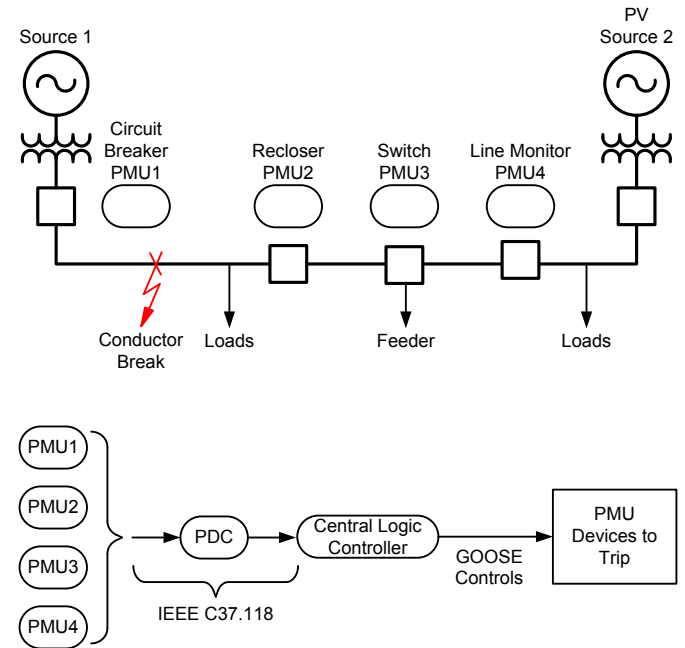 Source 1
PV
Source 2
Circuit
Breaker
PMU1
Recloser
PMU2
Switch
PMU3
Line Monitor
PMU4
Conductor
Break
Loads
Feeder
Loads
PMU1
PMU2
PMU3
PMU4
PDC
IEEE C37.118
Central Logic
Controller
GOOSE
Controls
PMU
Devices to
Trip